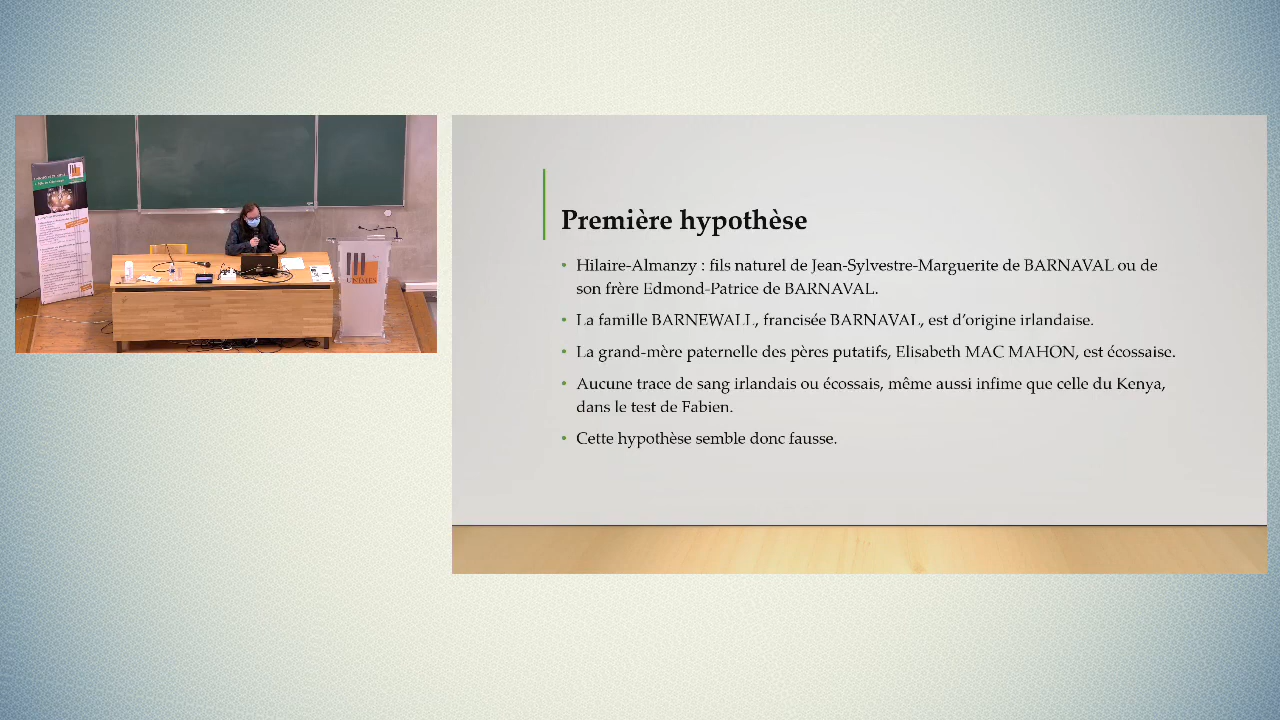 Première hypothèse
• Hilaire-Almanzy : fils naturel de Jean-Sylvestre-Marguerite de BARNAVAL ou de
son frère Edmond-Patrice de BARNAVAL.
• La famille BARNEWALL, francisée BARNAVAL, est d'origine irlandaise.
• La grand-mère paternelle des pères putatifs, Elisabeth MAC MAHON, est écossaise.
• Aucune trace de sang irlandais ou écossais, même aussi infime que celle du Kenya,
dans le test de Fabien.
• Cette hypothèse semble donc fausse.
UNIMES